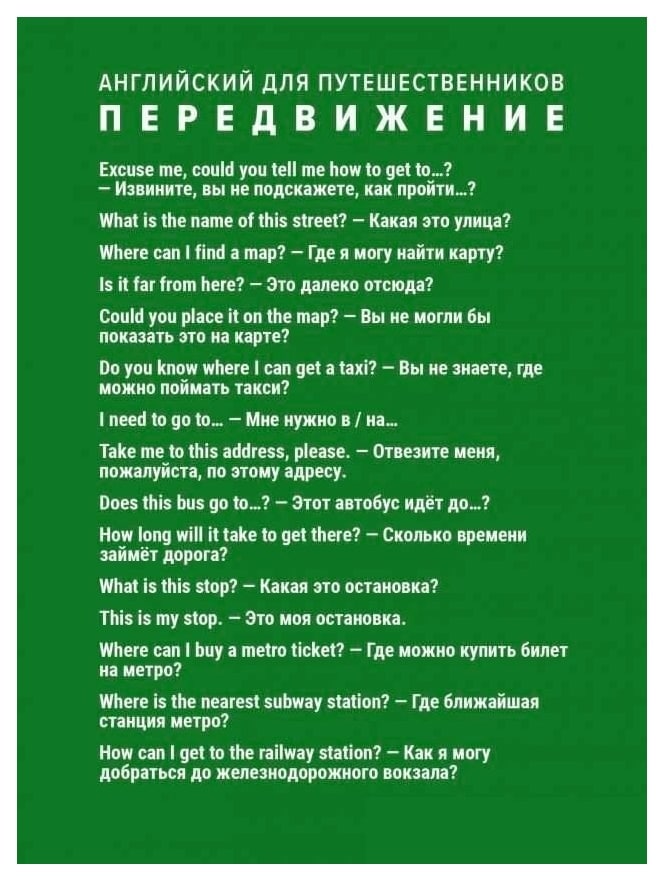 АНГЛИЙСКИЙ ДЛЯ ПУТЕШЕСТВЕННИКОВ
ПЕРЕДВИЖЕНИЕ
Excuse me, could you tell me how to get to...?
– Извините, вы не подскажете, как пройти...?
What is the name of this street? – Какая это улица?
Where can I find a map? – Где я могу найти карту?
Is it far from here? – Это далеко отсюда?
Could you place it on the map? – Вы не могли бы
показать это на карте?
Do you know where I can get a taxi? – Вы не знаете, где
можно поймать такси?
I need to go to... – Мне нужно в / на...
Take me to this address, please. – Отвезите меня,
пожалуйста, по этому адресу.
Does this bus go to...? – Этот автобус идёт до...?
How long will it take to get there? – Сколько времени
займёт дорога?
What is this stop? – Какая это остановка?
This is my stop. – Это моя остановка.
Where can I buy a metro ticket? – Где можно купить билет
на метро?
Where is the nearest subway station? – Где ближайшая
станция метро?
How can I get to the railway station? – Как я могу
добраться до железнодорожного вокзала?